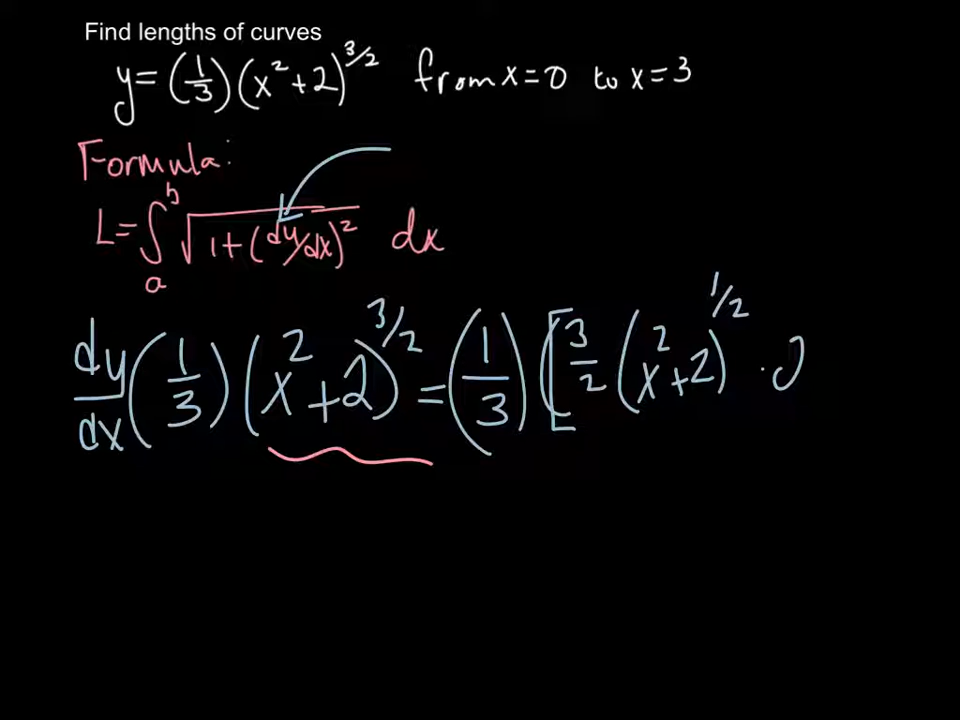 Find lengths of curves
y=(1/3)(x²+2)^3/2 from x=0 to x=3
Formula:
L=∫ₐᵇ √1+(dy/dx)² dx
dy/dx (1/3)(x²+2)^3/2 = (1/3)[3/2 (x²+2)^1/2 ·